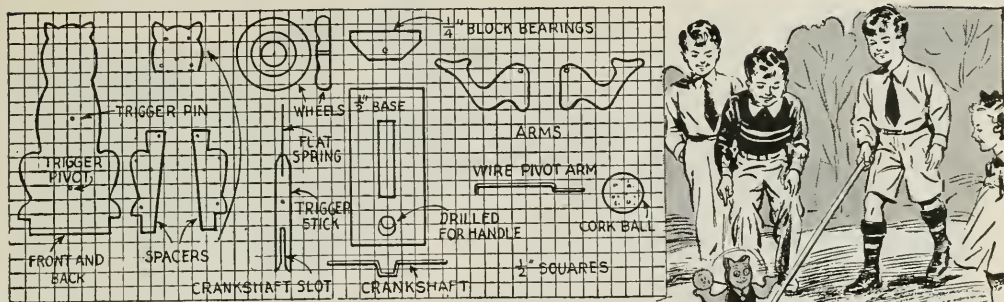 TRIGGER PIN
TRIGGER
PIVOT
FRONT AND
BACK
SPACERS
WHEELS
FLAT
SPRING
TRIGGER
STICK
CRANKSHAFT SLOT
1/4" BLOCK BEARINGS
1/2" BASE
DRILLED
FOR HANDLE
CRANKSHAFT
ARMS
WIRE PIVOT ARM
CORK BALL
1/2" SQUARES